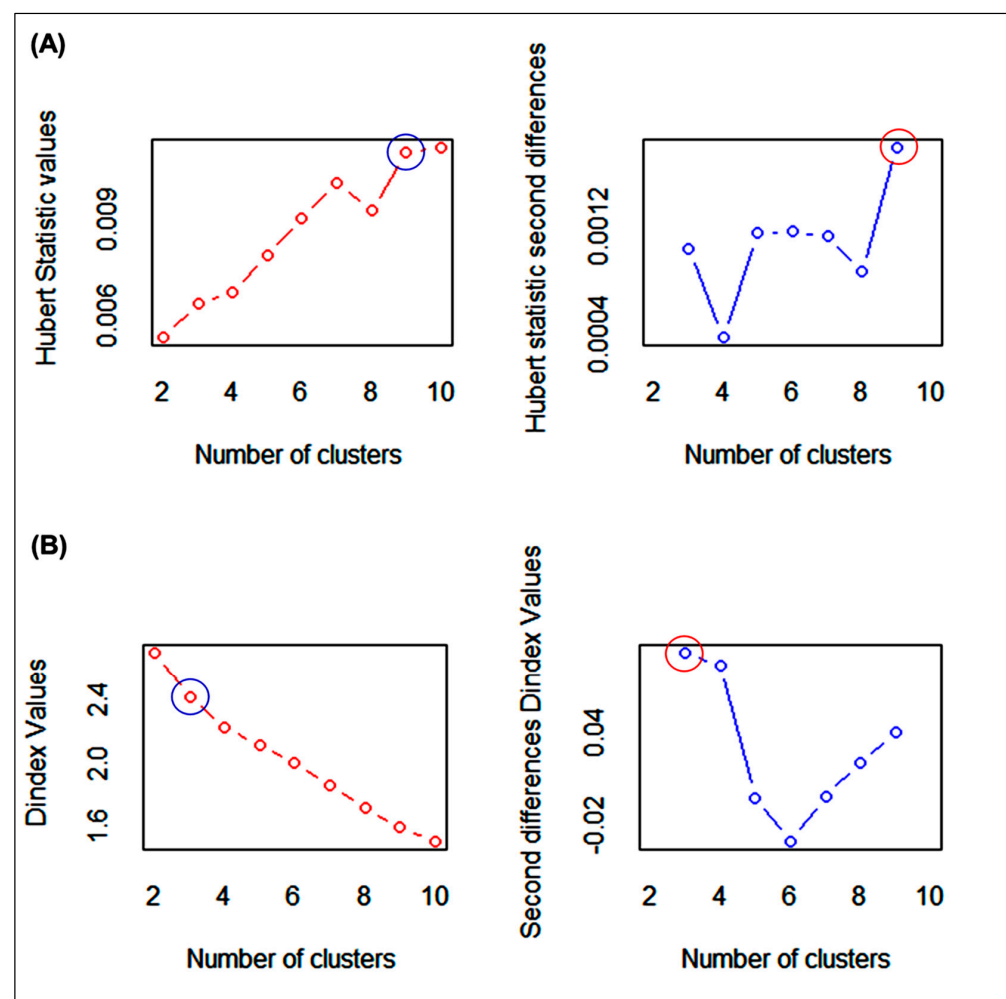 (A)
Hubert Statistic values
0.006 0.009
2 4 6 8 10
Number of clusters
Hubert statistic second differences
0.0004 0.0012
2 4 6 8 10
Number of clusters
(B)
Dindex Values
1.6 2.0 2.4
2 4 6 8 10
Number of clusters
Second differences Dindex Values
-0.02 0.04
2 4 6 8 10
Number of clusters